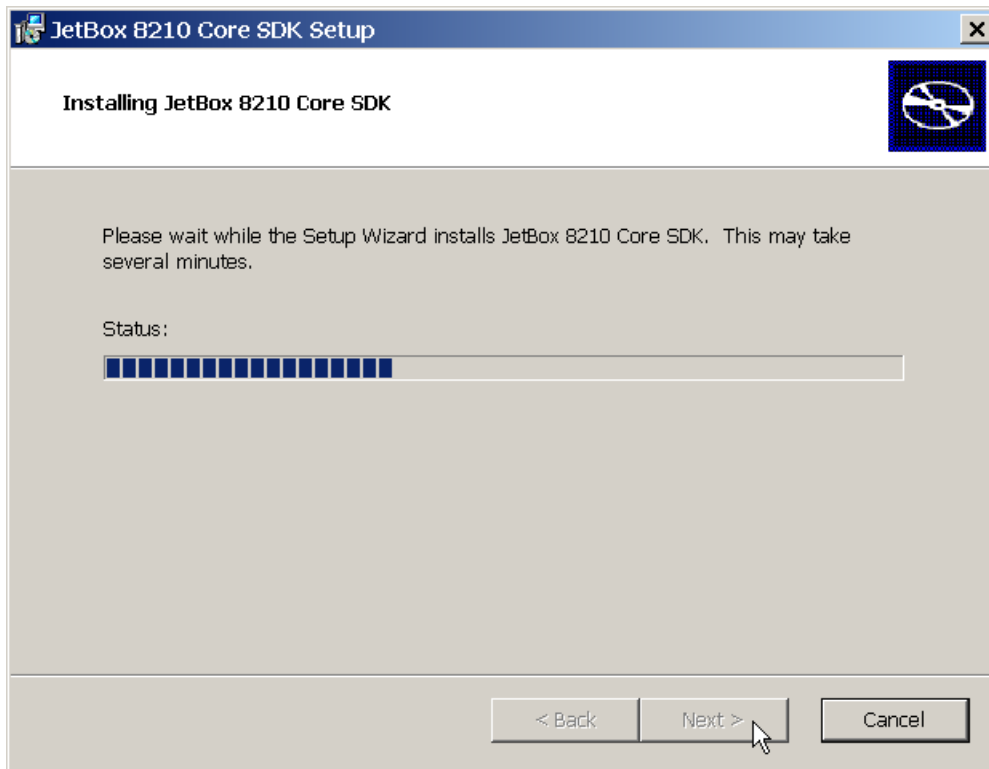 JetBox 8210 Core SDK Setup
Installing JetBox 8210 Core SDK
Please wait while the Setup Wizard installs JetBox 8210 Core SDK.  This may take
several minutes.
Status:
< Back
Next >
Cancel